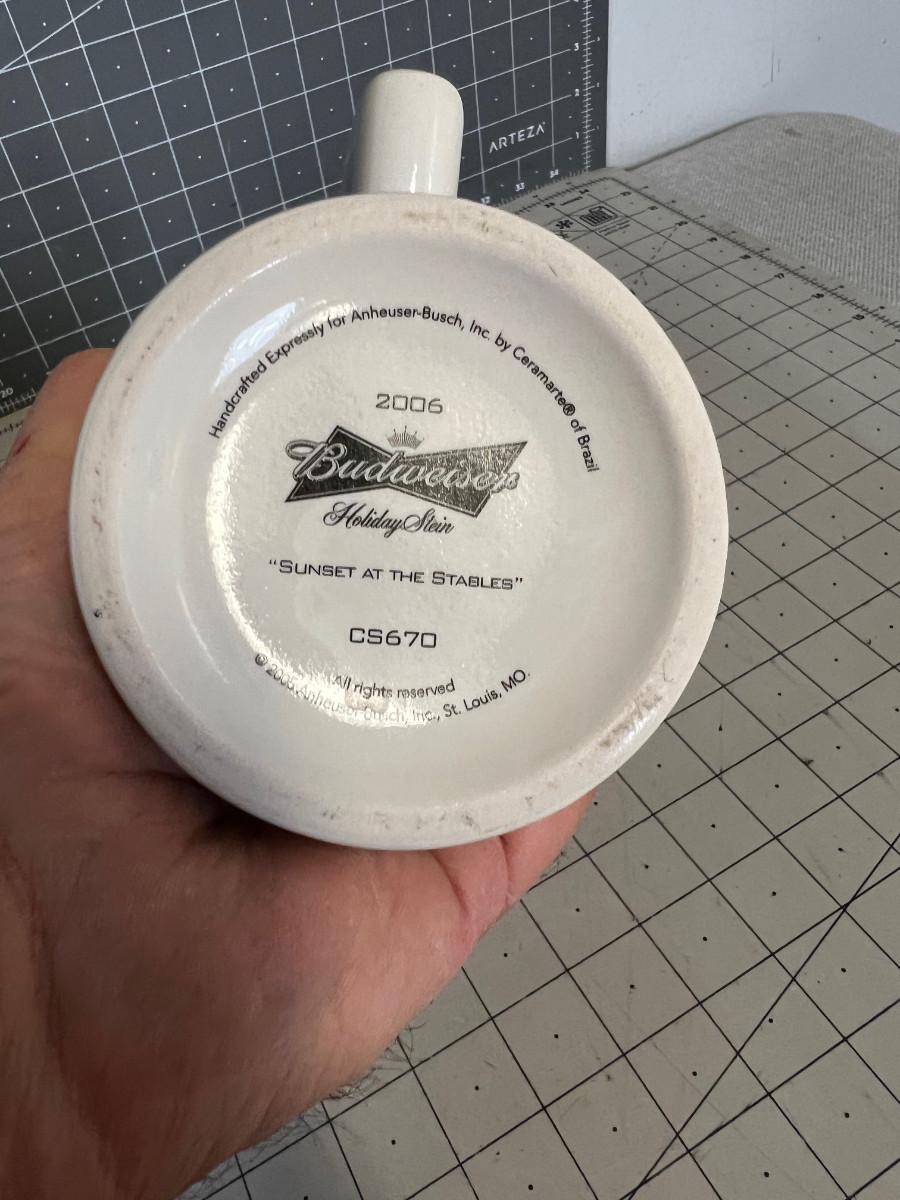 ARTEZA
Handcrafted Expressly for Anheuser-Busch, Inc. by Ceramarte® of Brazil
2006
Budweiser
Holiday Stein
“SUNSET AT THE STABLES”
CS670
All rights reserved
© 2005 Anheuser-Busch, Inc., St. Louis, MO.